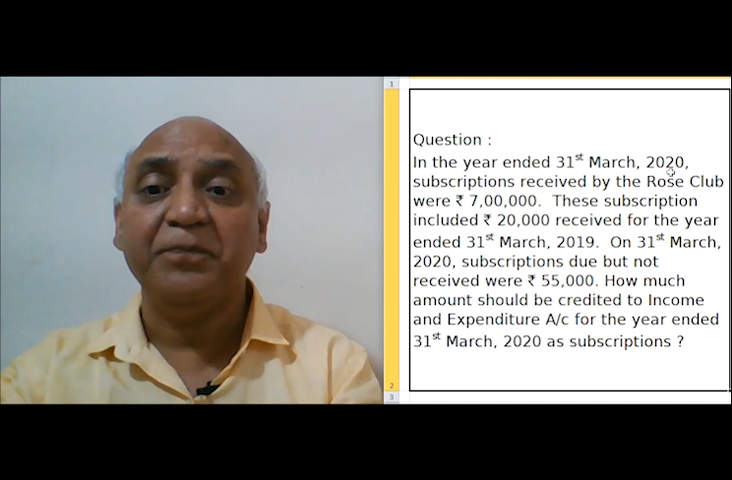 1
Question :
In the year ended 31st March, 2020,
subscriptions received by the Rose Club
were ₹ 7,00,000. These subscription
included ₹ 20,000 received for the year
ended 31st March, 2019. On 31st March,
2020, subscriptions due but not
received were ₹ 55,000. How much
amount should be credited to Income
and Expenditure A/c for the year ended
31st March, 2020 as subscriptions ?
2
3